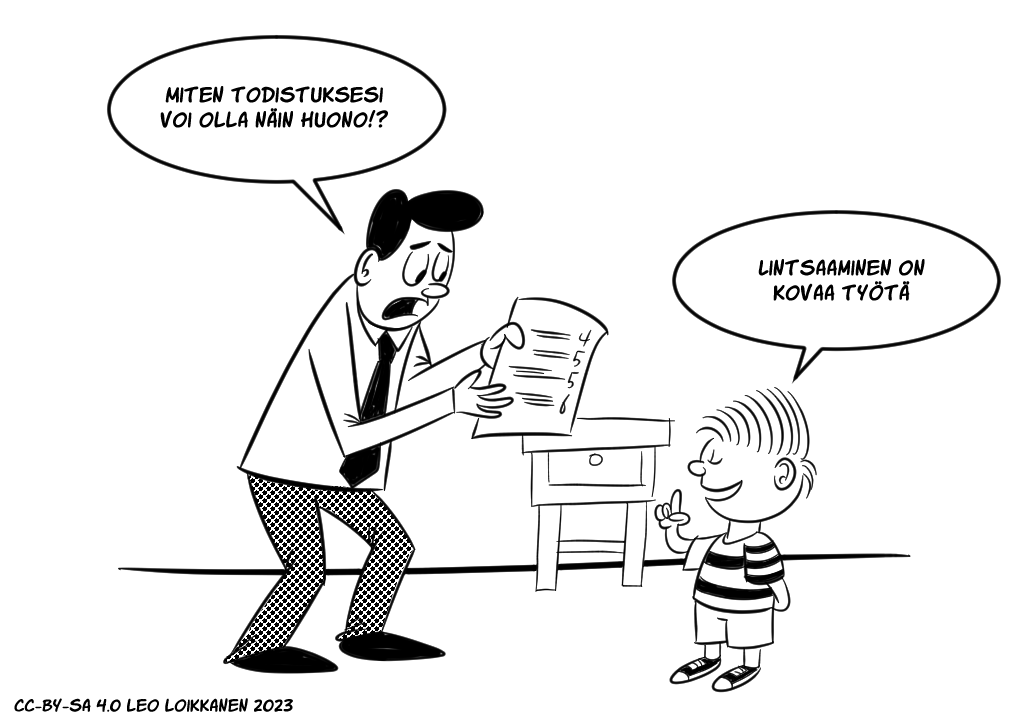 MITEN TODISTUKSESI
VOI OLLA NÄIN HUONO!?
LINTSAAMINEN ON
KOVAA TYÖTÄ
4
5
5
6
CC-BY-SA 4.0 LEO LOIKKANEN 2023